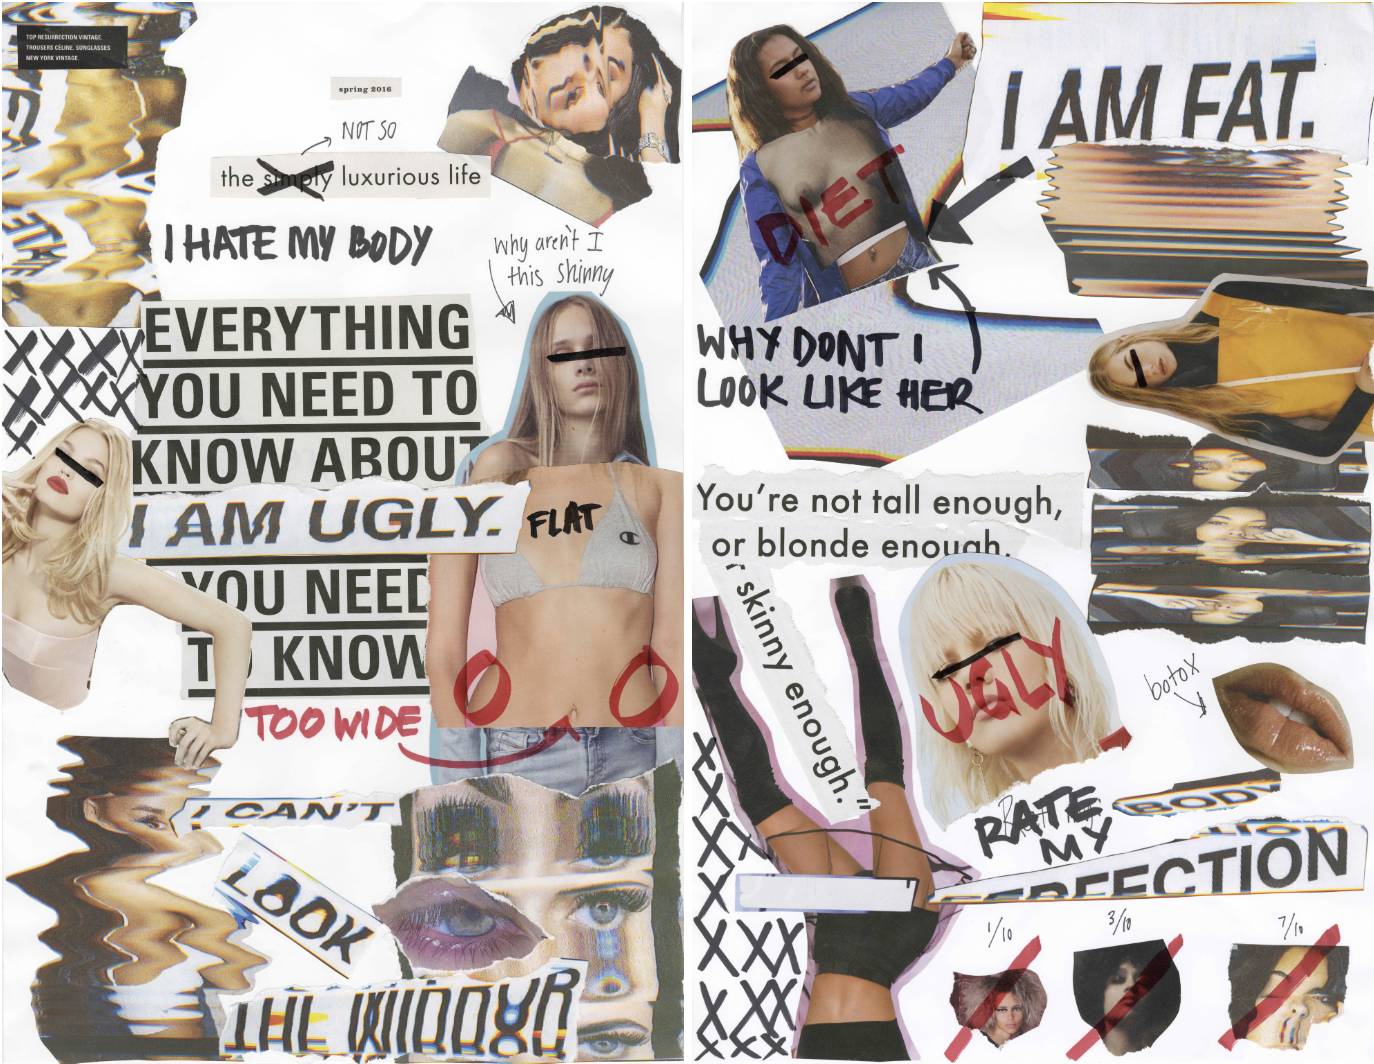 TOP RESURRECTION VINTAGE.
TROUSERS CÉLINE. SUNGLASSES
NEW YORK VINTAGE.
spring 2016
NOT SO
the simply luxurious life
I HATE MY BODY
why aren't I
this skinny
EVERYTHING
YOU NEED TO
KNOW ABOUT
I AM UGLY.
FLAT
YOU NEED
TO KNOW
TOO WIDE
I CAN'T
LOOK
THE MIRROR
I AM FAT.
DIET
WHY DONT I
LOOK LIKE HER
You're not tall enough,
or blonde enough.
skinny enough."
UGLY
botox
RATE
MY
BODY
PERFECTION
1/10
3/10
7/10